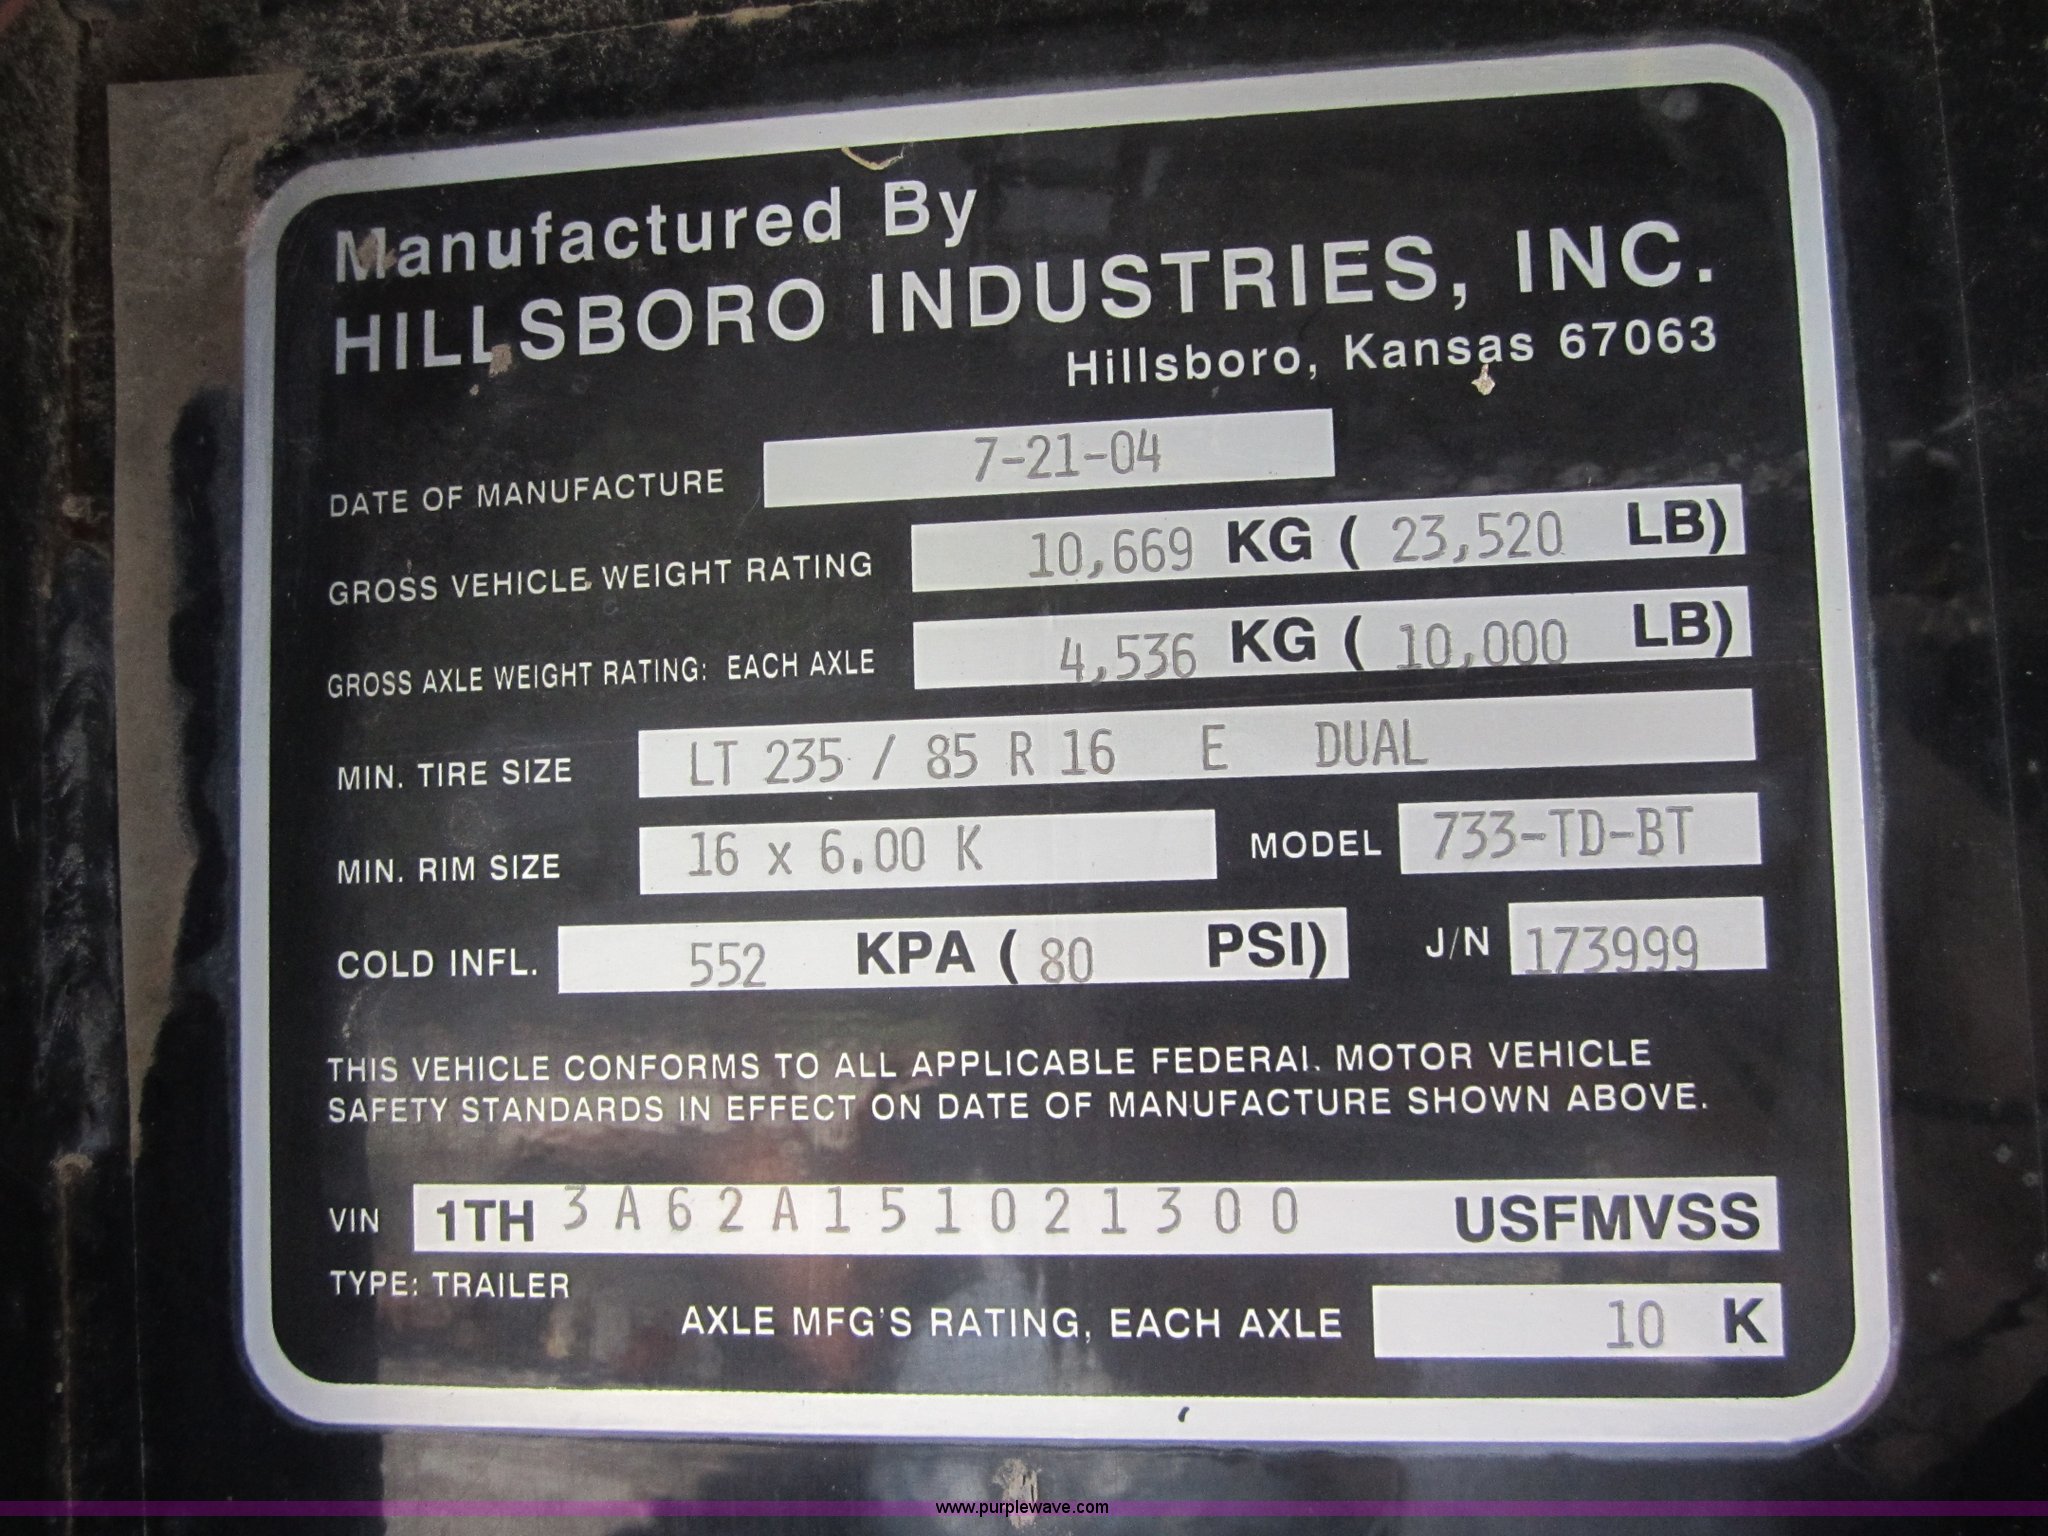 Manufactured By
HILLSBORO INDUSTRIES, INC.
Hillsboro, Kansas 67063
DATE OF MANUFACTURE 7-21-04
GROSS VEHICLE WEIGHT RATING 10,669 KG ( 23,520 LB)
GROSS AXLE WEIGHT RATING: EACH AXLE 4,536 KG ( 10,000 LB)
MIN. TIRE SIZE LT 235 / 85 R 16 E DUAL
MIN. RIM SIZE 16 x 6.00 K MODEL 733-TD-BT
COLD INFL. 552 KPA ( 80 PSI) J/N 173999
THIS VEHICLE CONFORMS TO ALL APPLICABLE FEDERAL MOTOR VEHICLE
SAFETY STANDARDS IN EFFECT ON DATE OF MANUFACTURE SHOWN ABOVE.
VIN 1TH 3A62A151021300 USFMVSS
TYPE: TRAILER
AXLE MFG'S RATING, EACH AXLE 10 K
www.purplewave.com